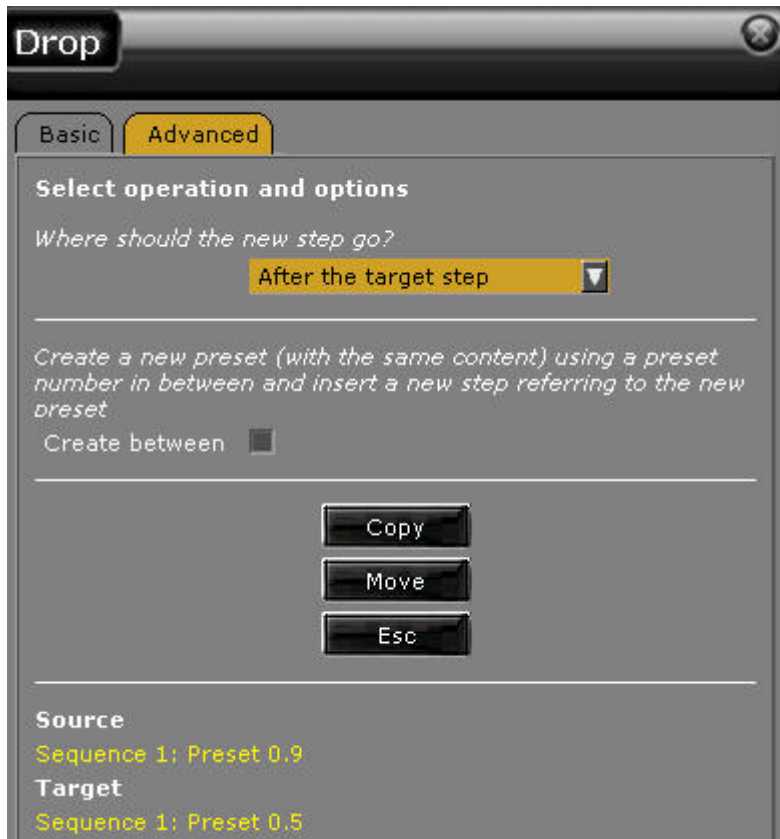 Drop
Basic
Advanced
Select operation and options
Where should the new step go?
After the target step
Create a new preset (with the same content) using a preset
number in between and insert a new step referring to the new
preset
Create between
Copy
Move
Esc
Source
Sequence 1: Preset 0.9
Target
Sequence 1: Preset 0.5